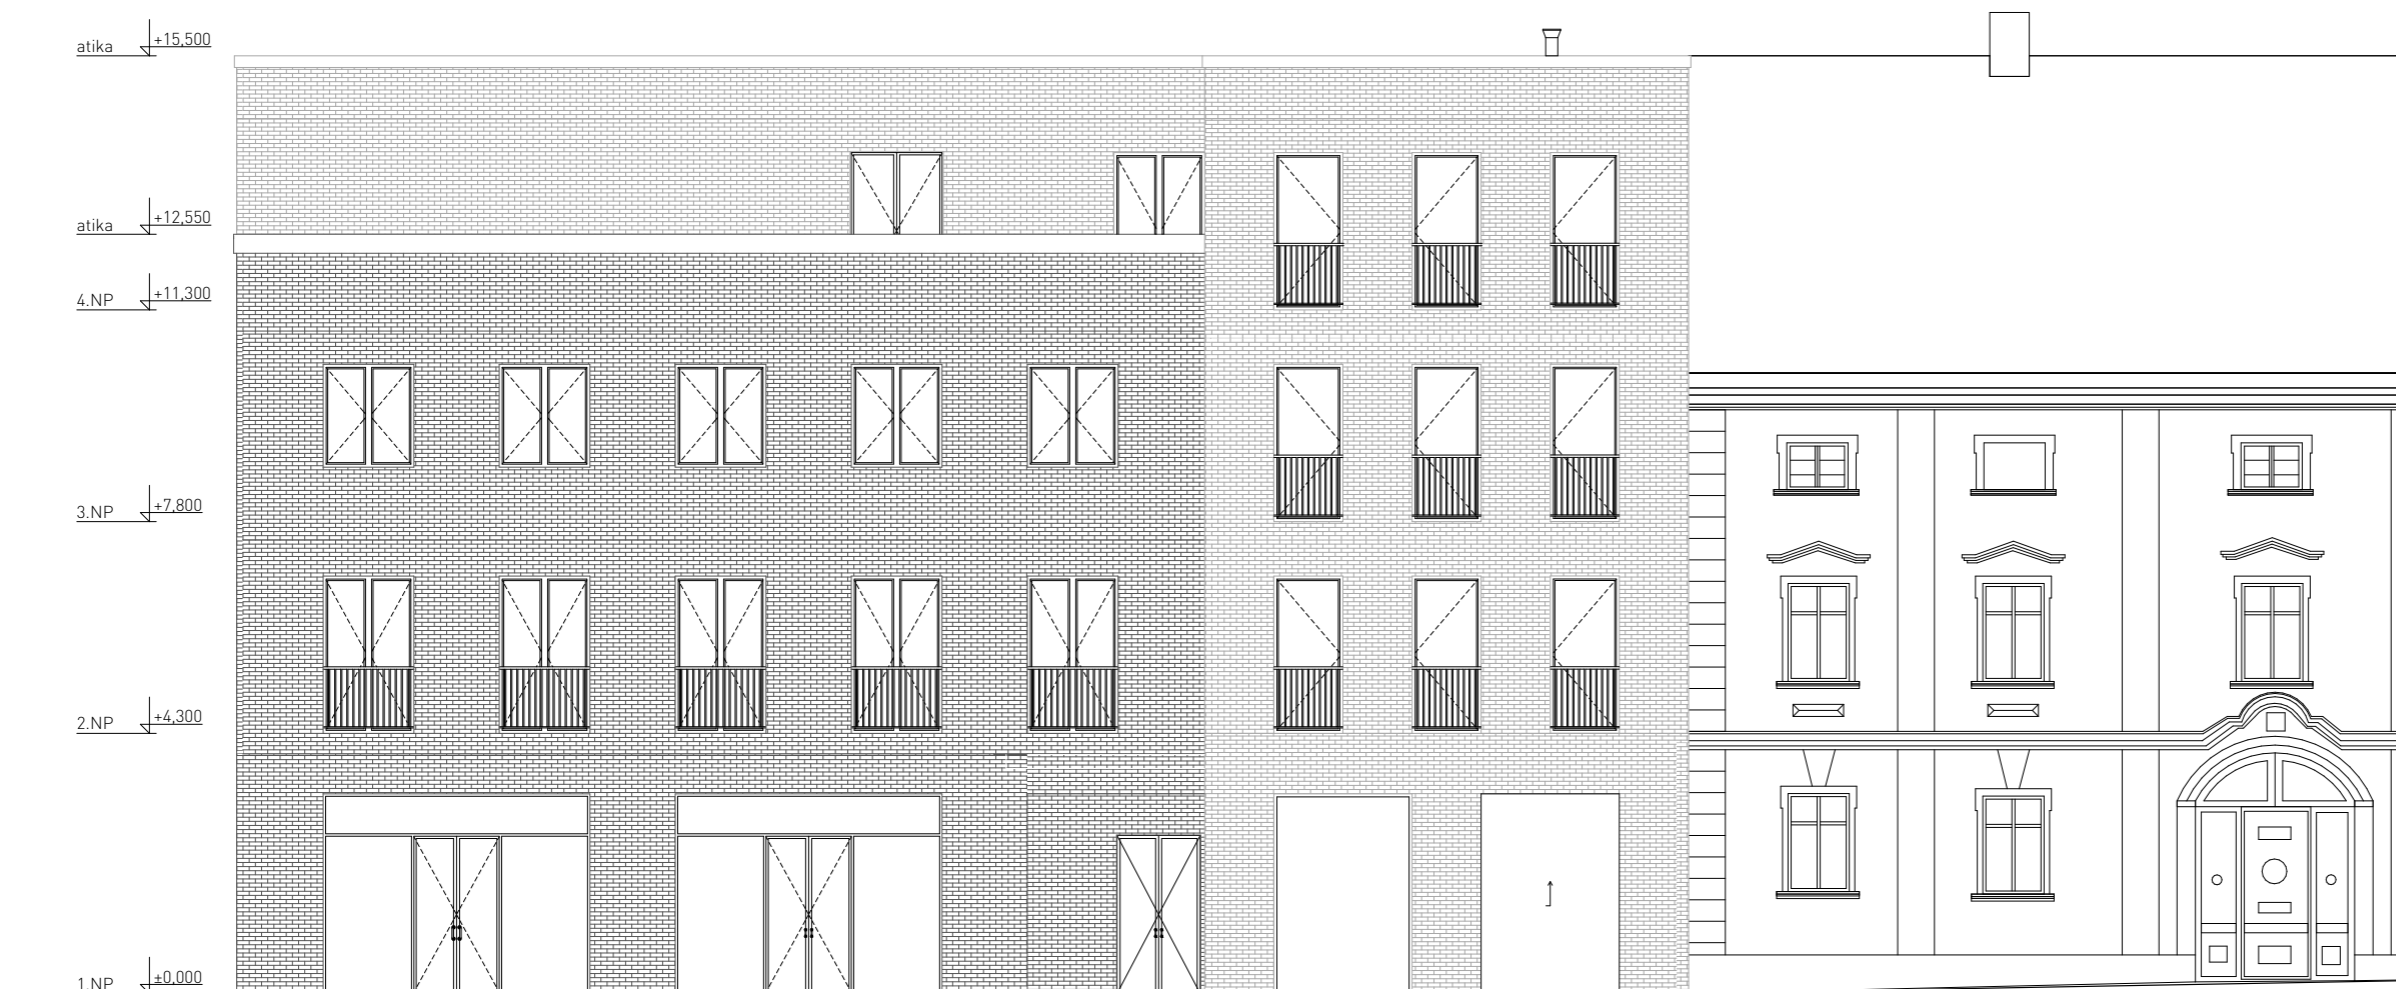 atika +15,500
atika +12,550
4.NP +11,300
3.NP +7,800
2.NP +4,300
1.NP ±0,000